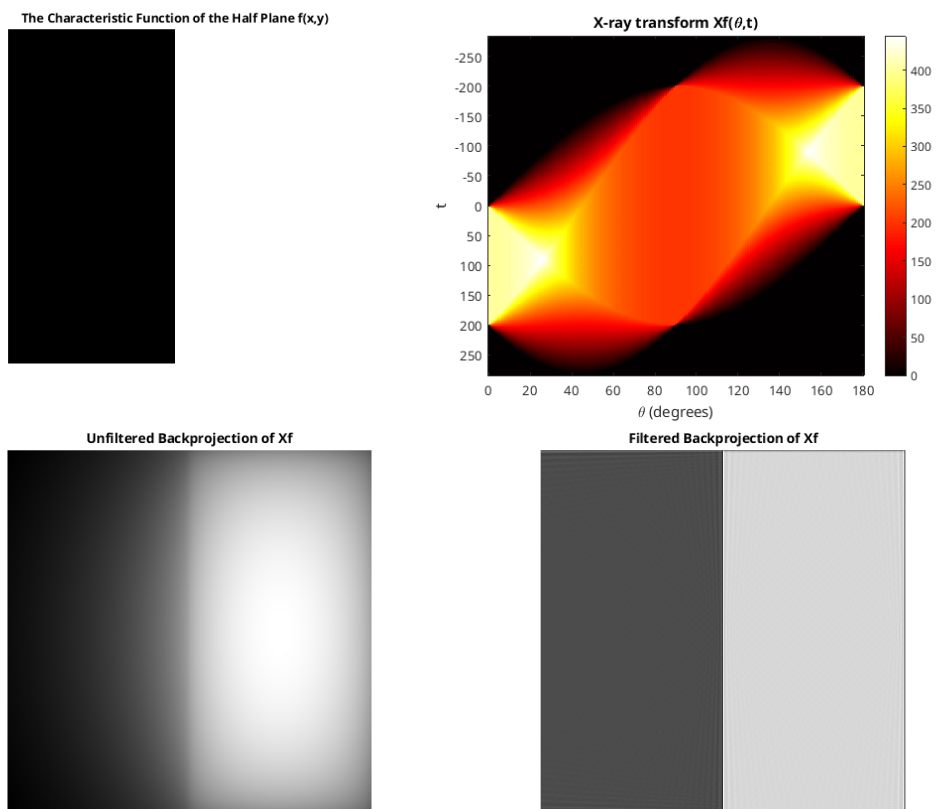 The Characteristic Function of the Half Plane f(x,y)
X-ray transform Xf(θ,t)
-250
-200
-150
-100
-50
0
50
100
150
200
250
t
0 20 40 60 80 100 120 140 160 180
θ (degrees)
400
350
300
250
200
150
100
50
0
Unfiltered Backprojection of Xf
Filtered Backprojection of Xf